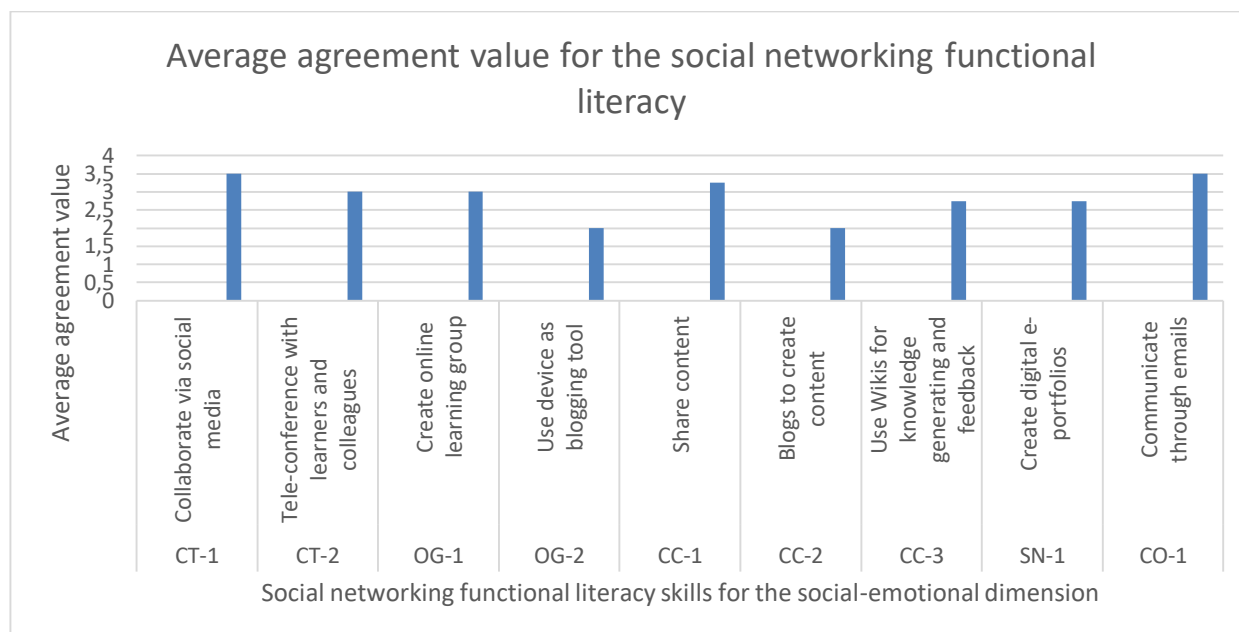 Average agreement value for the social networking functional
literacy
Average agreement value
4
3,5
3
2,5
2
1,5
1
0,5
0
Collaborate via social
media
Tele-conference with
learners and
colleagues
Create online
learning group
Use device as
blogging tool
Share content
Blogs to create
content
Use Wikis for
knowledge
generating and
feedback
Create digital e-
portfolios
Communicate
through emails
CT-1
CT-2
OG-1
OG-2
CC-1
CC-2
CC-3
SN-1
CO-1
Social networking functional literacy skills for the social-emotional dimension